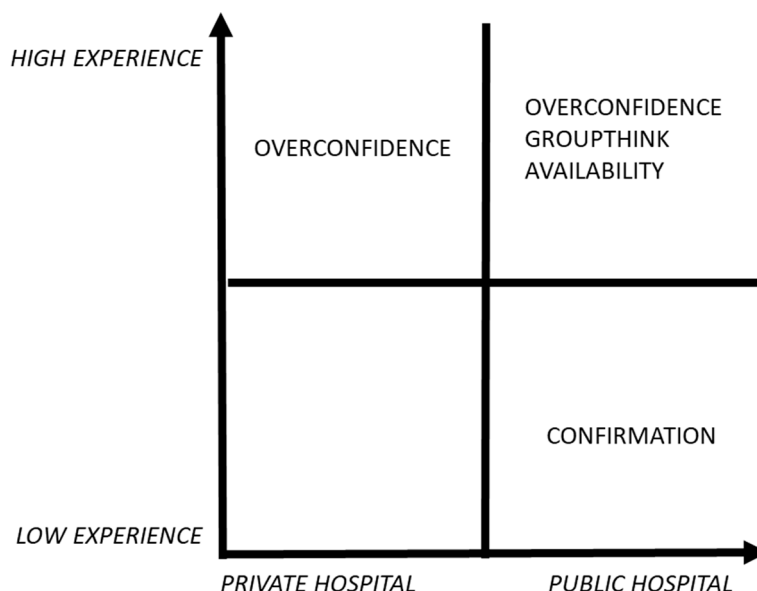 HIGH EXPERIENCE
OVERCONFIDENCE
OVERCONFIDENCE
GROUPTHINK
AVAILABILITY
CONFIRMATION
LOW EXPERIENCE
PRIVATE HOSPITAL
PUBLIC HOSPITAL